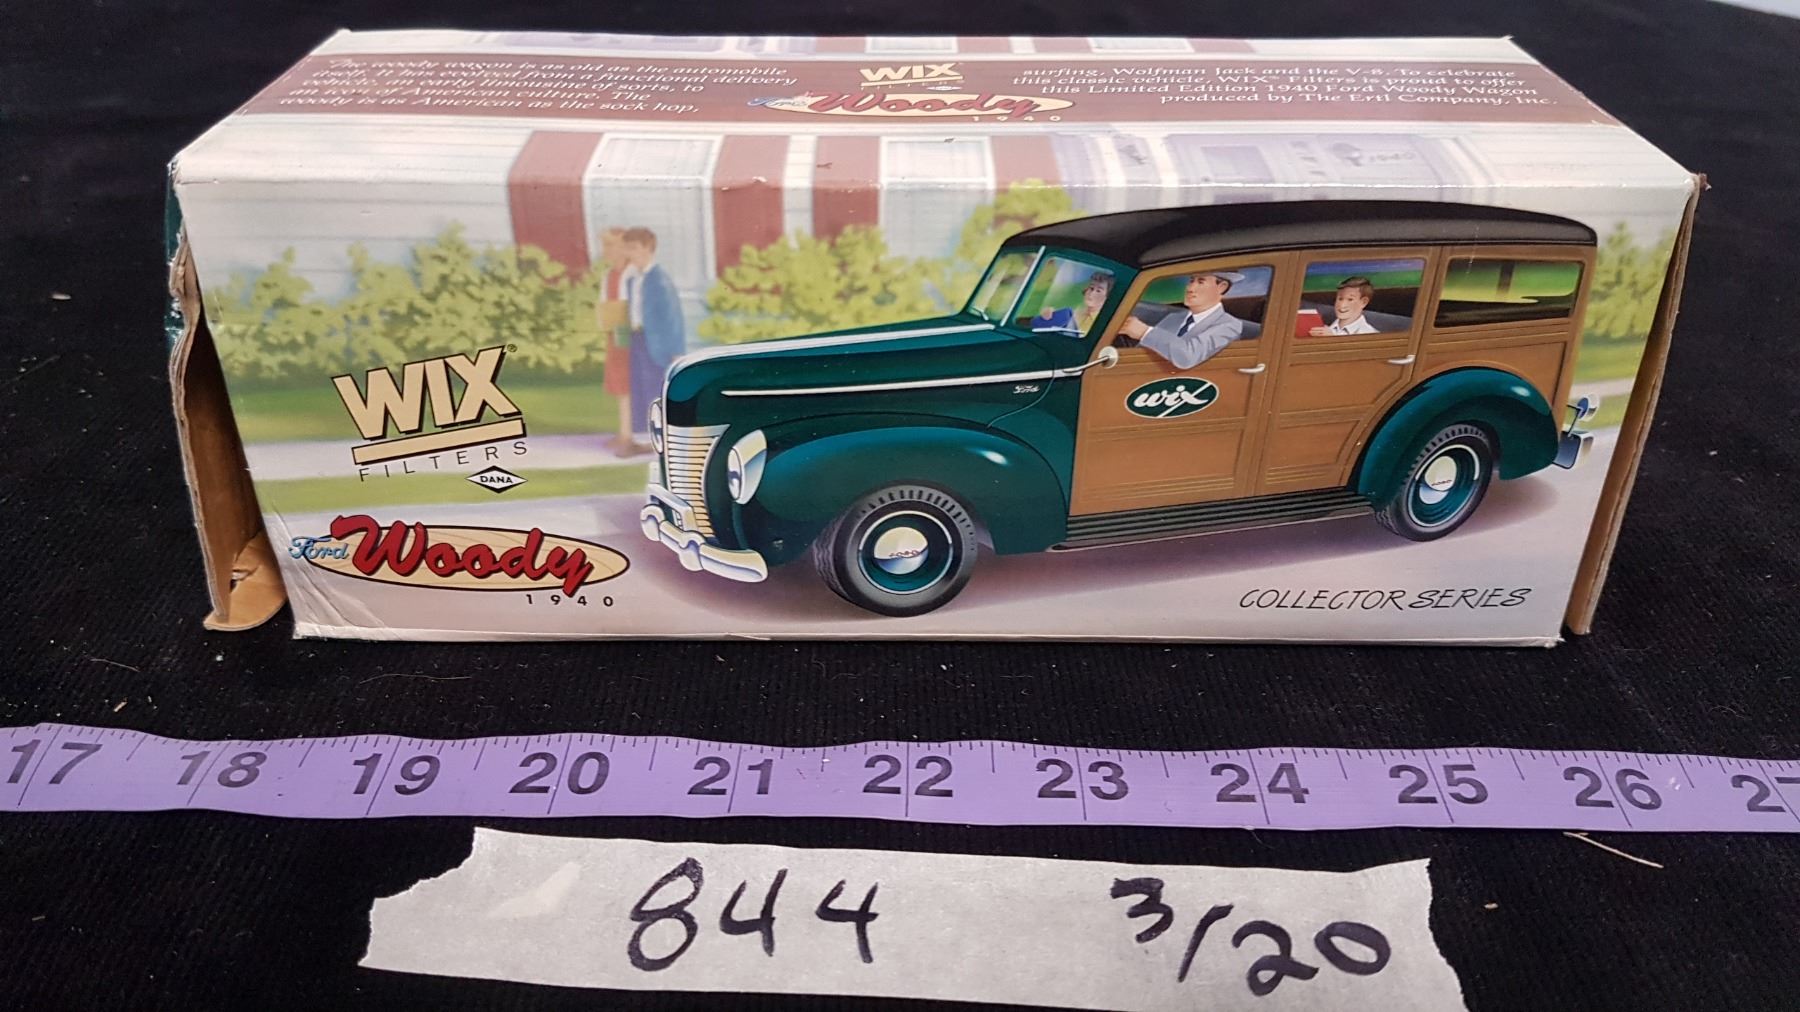 The woody wagon is as old as the automobile
itself. It has evolved from a functional delivery
vehicle, an early limousine of sorts, to
an icon of American culture. The
woody is as American as the sock hop,
WIX
FILTERS
Ford Woody
1940
surfing, Wolfman Jack and the V-8. To celebrate
this classic vehicle, WIX® Filters is proud to offer
this Limited Edition 1940 Ford Woody Wagon
produced by The Ertl Company, Inc.
WIX®
FILTERS
DANA
Ford Woody
1940
Ford
wix
FORD
FORD
COLLECTOR SERIES
17 18 19 20 21 22 23 24 25 26 27
844 3/20